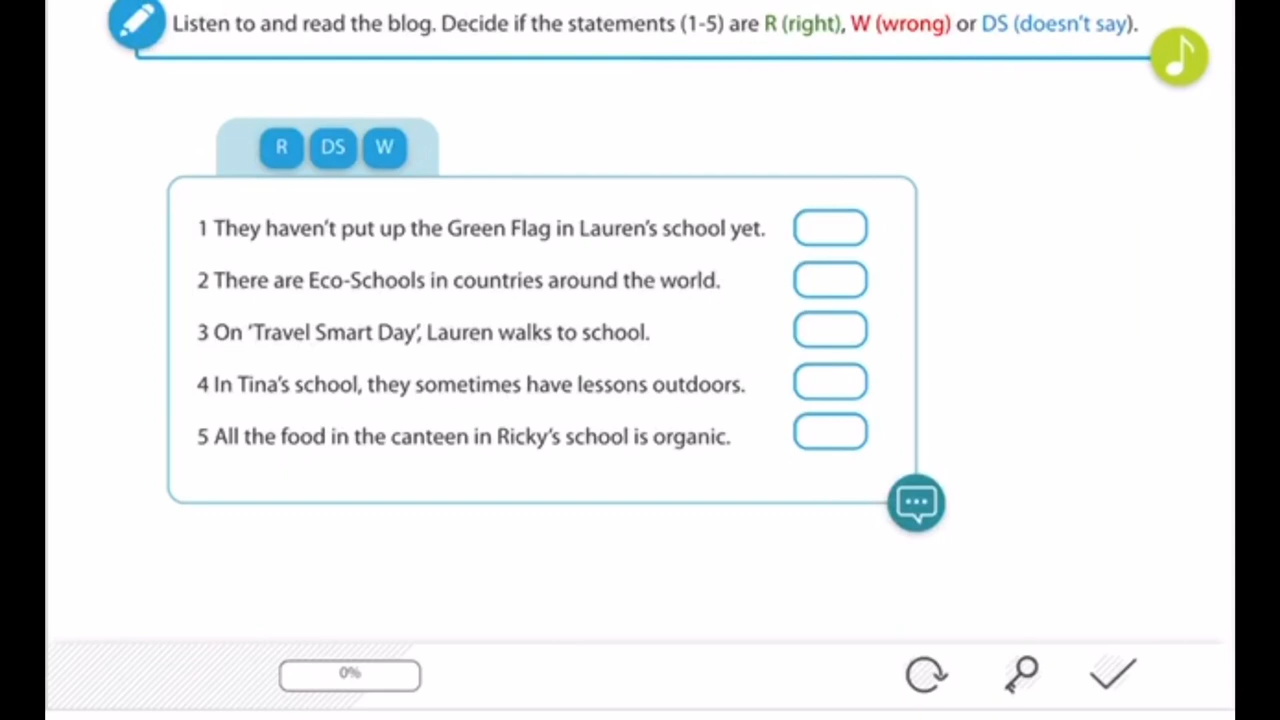 Listen to and read the blog. Decide if the statements (1-5) are R (right), W (wrong) or DS (doesn't say).
R DS W
1 They haven't put up the Green Flag in Lauren's school yet.
2 There are Eco-Schools in countries around the world.
3 On 'Travel Smart Day', Lauren walks to school.
4 In Tina's school, they sometimes have lessons outdoors.
5 All the food in the canteen in Ricky's school is organic.
0%